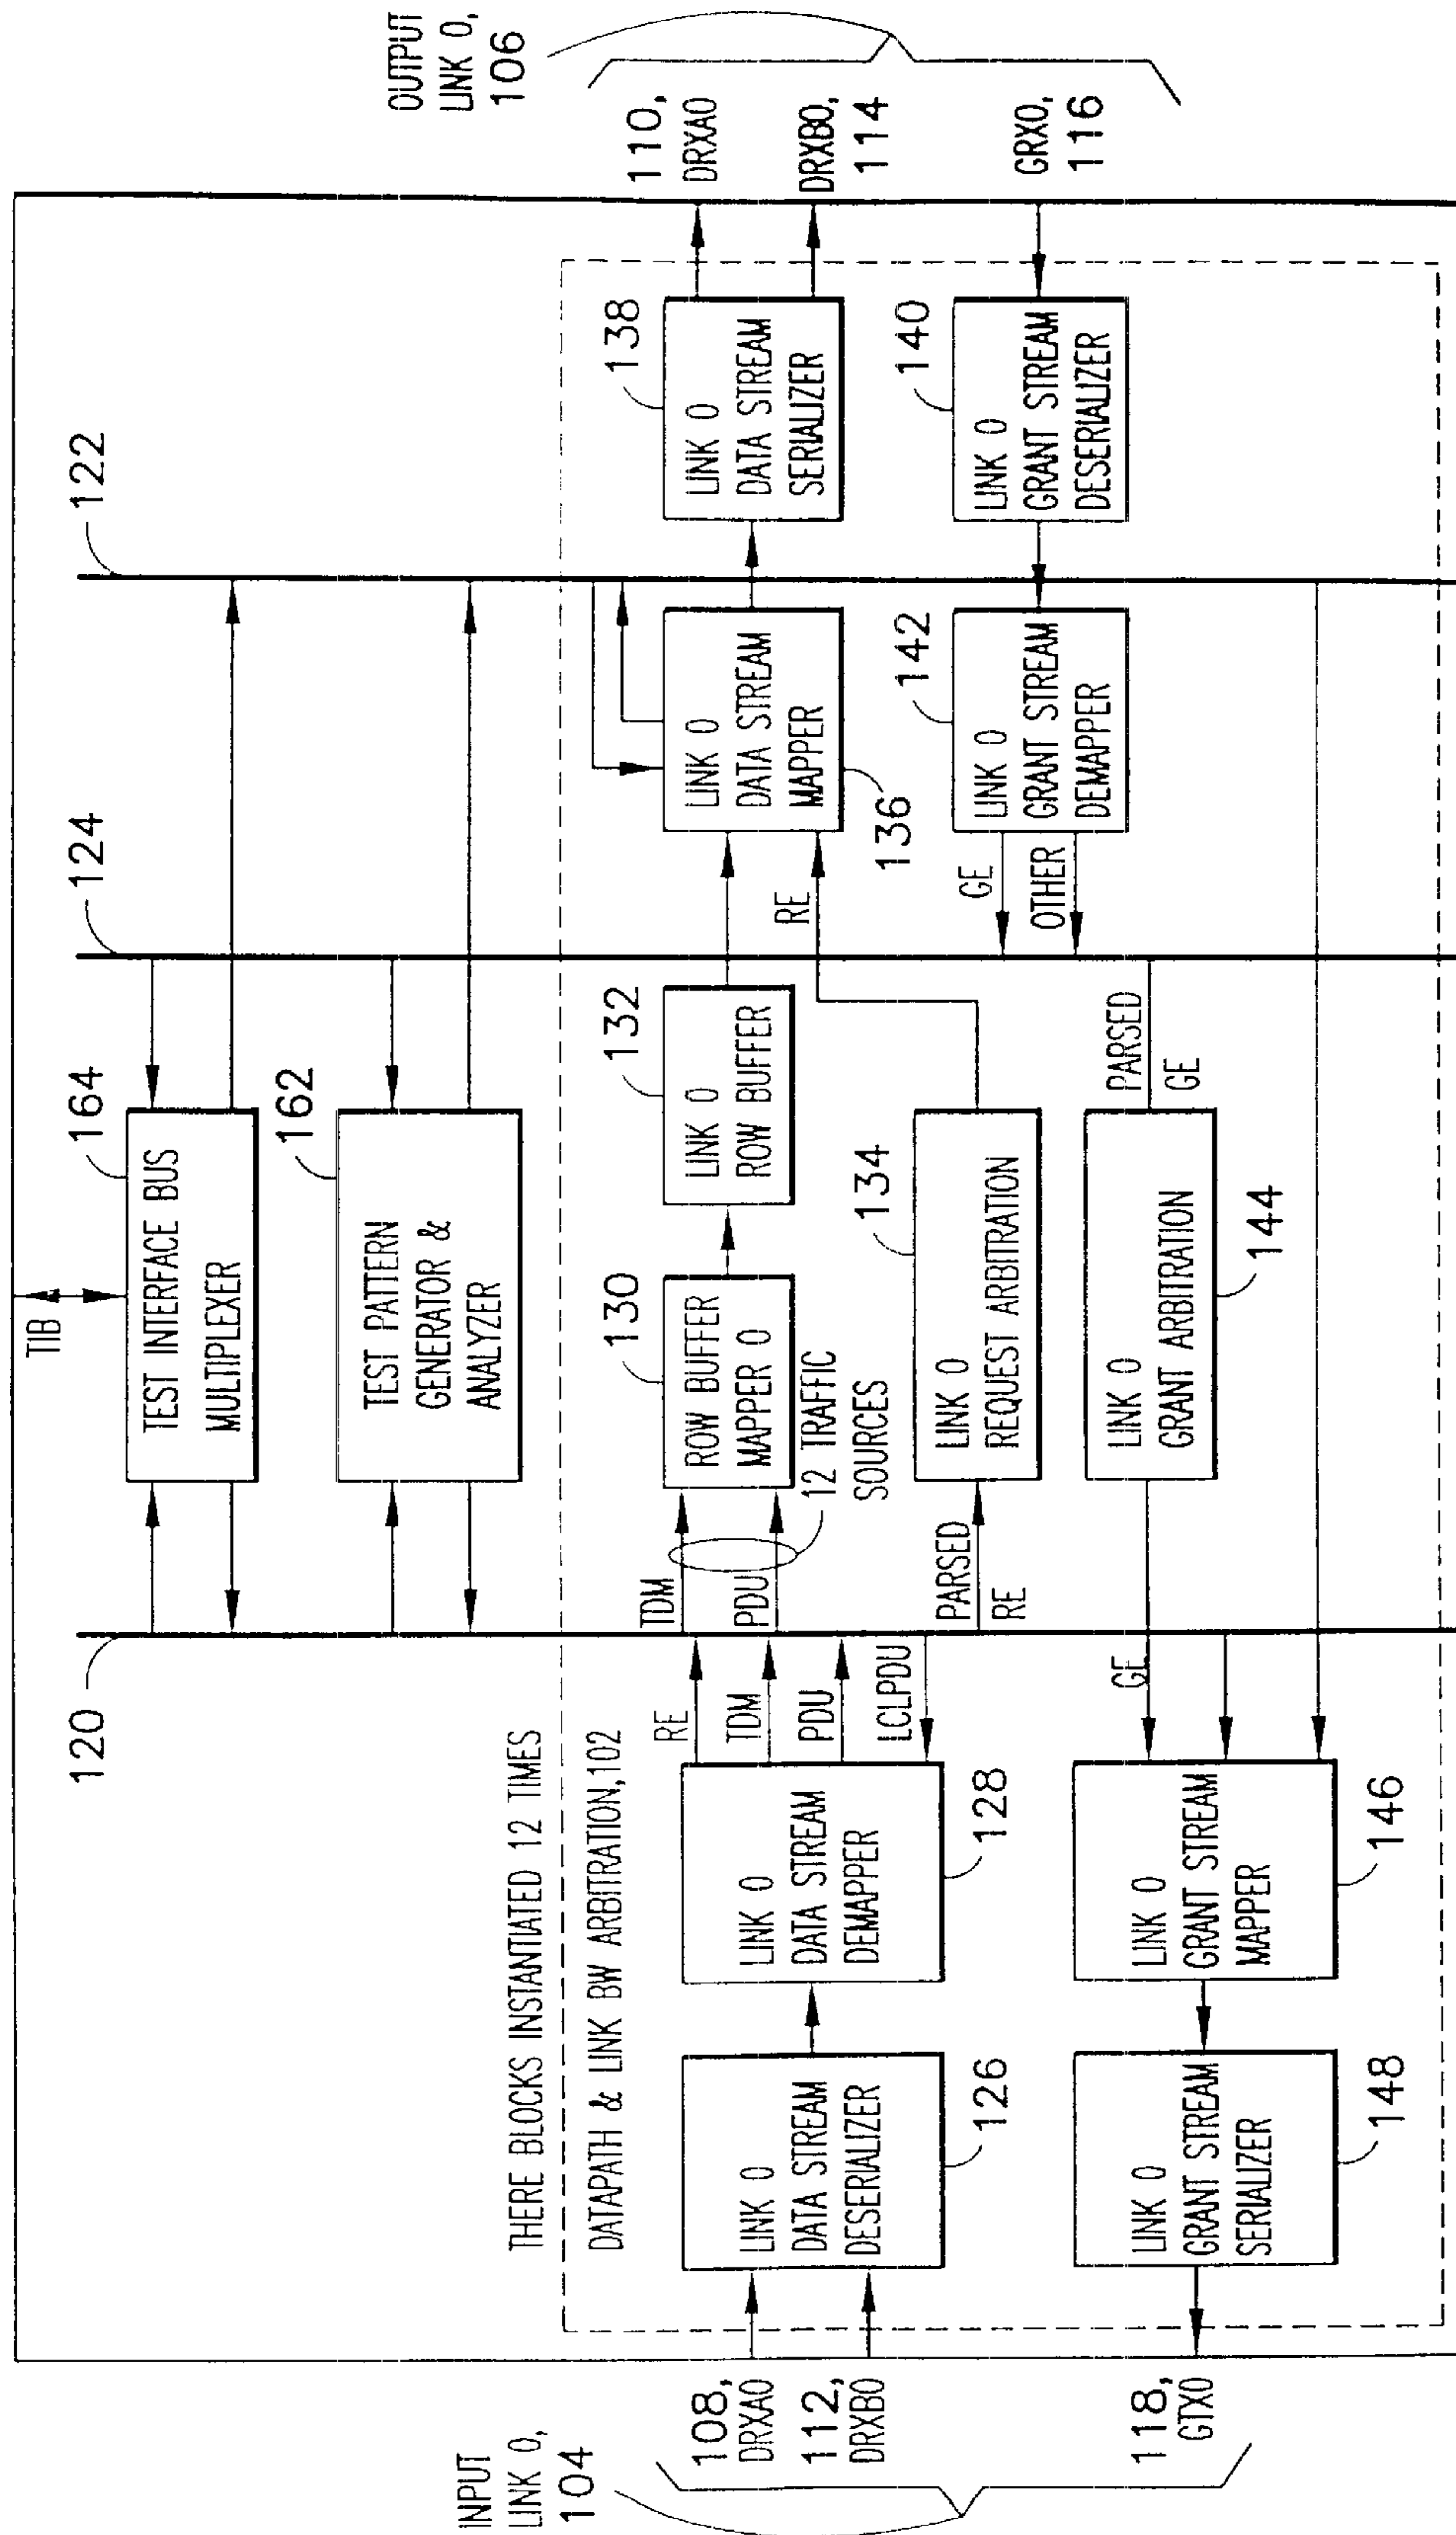 OUTPUT
LINK 0,
106
110,
DRXA0
DRXB0,
114
GRX0,
116
122
124
120
TIB
TEST INTERFACE BUS
MULTIPLEXER
164
TEST PATTERN
GENERATOR &
ANALYZER
162
THERE BLOCKS INSTANTIATED 12 TIMES
DATAPATH & LINK BW ARBITRATION,102
INPUT
LINK 0,
104
108,
DRXA0
112,
DRXB0
118,
GTX0
LINK 0
DATA STREAM
DESERIALIZER
126
LINK 0
DATA STREAM
DEMAPPER
128
RE
TDM
PDU
LCLPDU
TDM
PDU
12 TRAFFIC
SOURCES
ROW BUFFER
MAPPER 0
130
LINK 0
ROW BUFFER
132
PARSED
RE
LINK 0
REQUEST ARBITRATION
134
RE
LINK 0
DATA STREAM
MAPPER
136
LINK 0
DATA STREAM
SERIALIZER
138
LINK 0
GRANT STREAM
DESERIALIZER
140
LINK 0
GRANT STREAM
DEMAPPER
142
GE
OTHER
PARSED
GE
LINK 0
GRANT ARBITRATION
144
GE
LINK 0
GRANT STREAM
MAPPER
146
LINK 0
GRANT STREAM
SERIALIZER
148